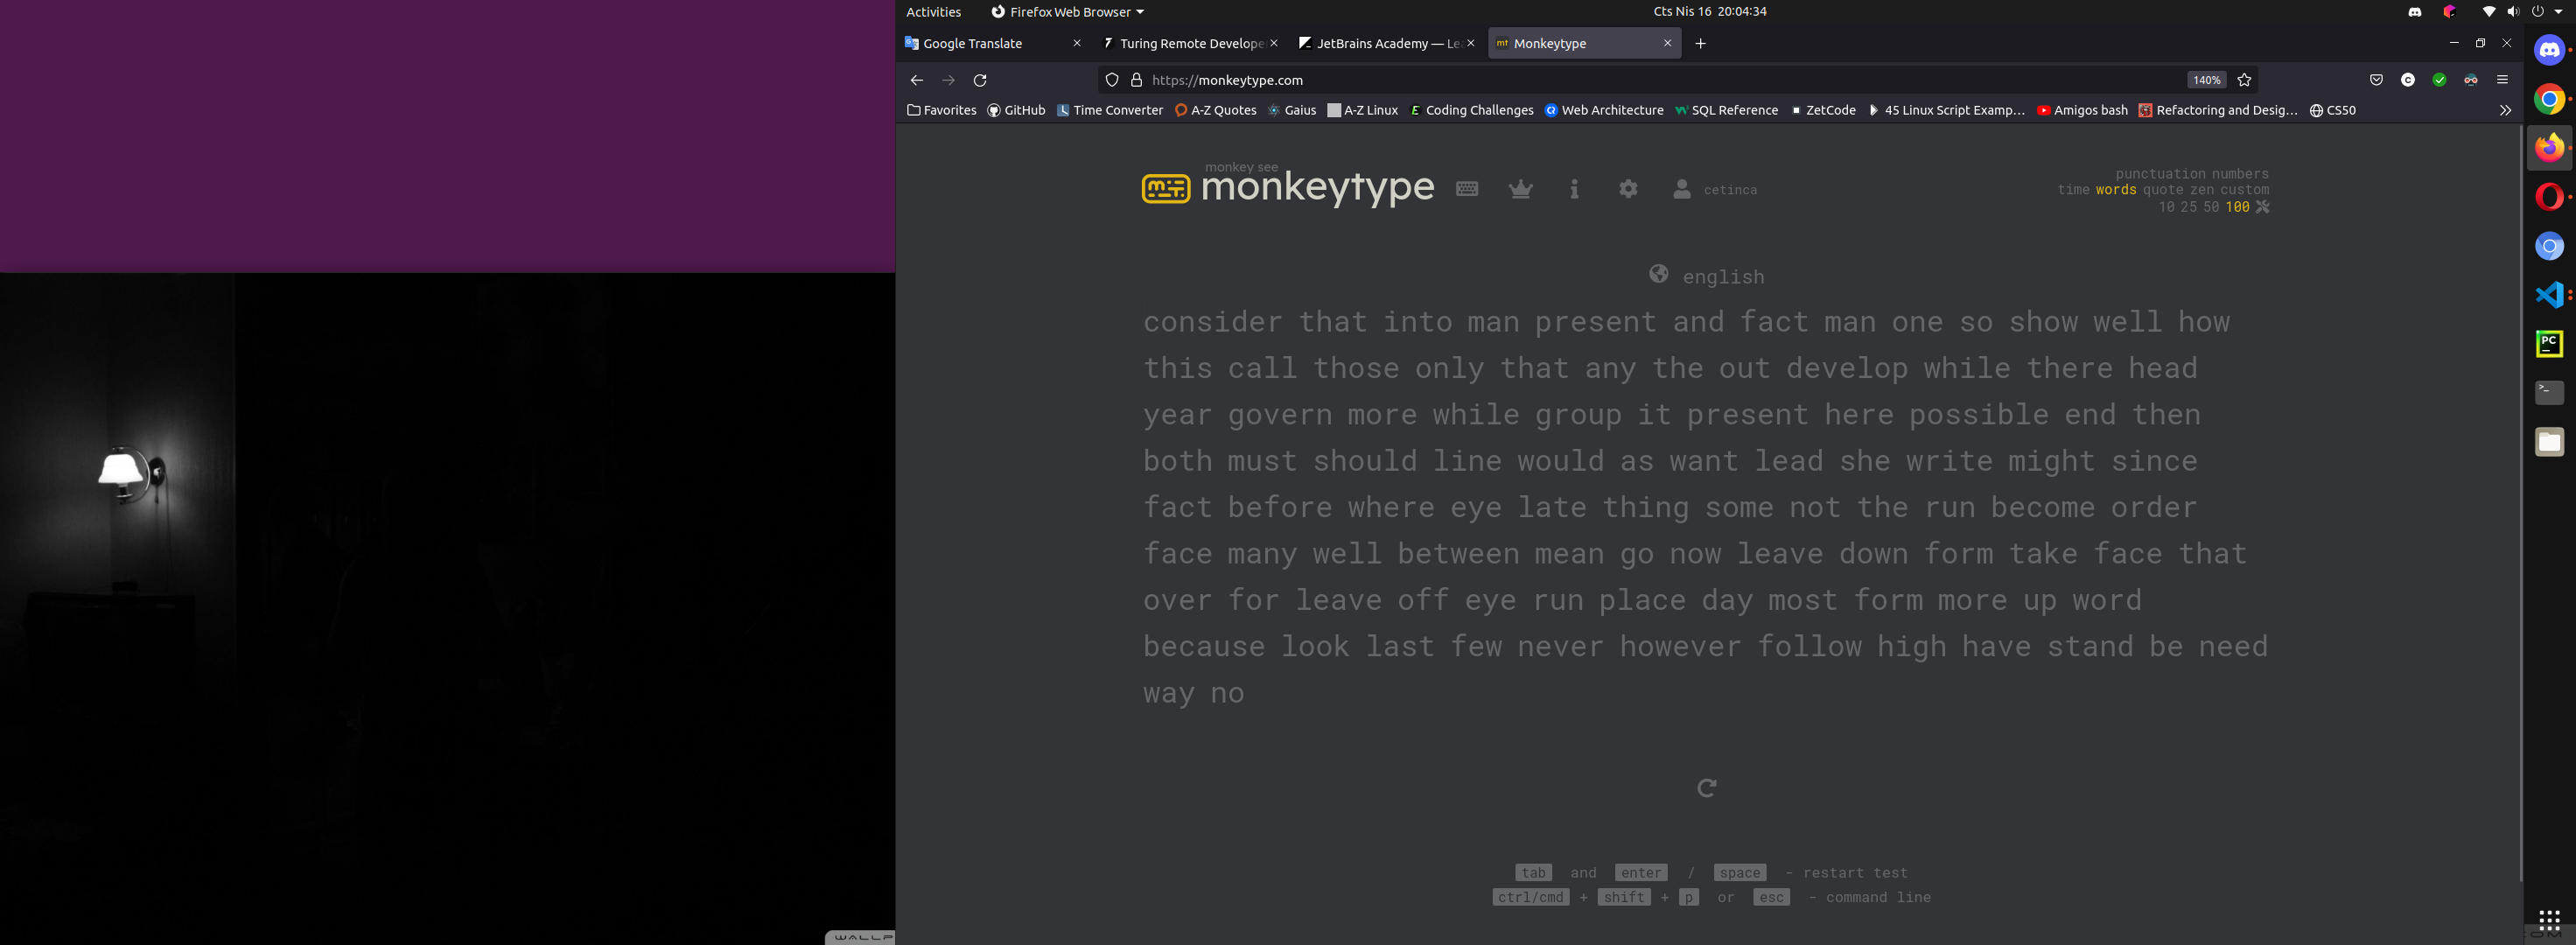 Activities Firefox Web Browser Cts Nis 16 20:04:34
Google Translate Turing Remote Develope JetBrains Academy — Lea Monkeytype
https://monkeytype.com 140%
Favorites GitHub Time Converter A-Z Quotes Gaius A-Z Linux Coding Challenges Web Architecture SQL Reference ZetCode 45 Linux Script Examp… Amigos bash Refactoring and Desig… CS50
monkey see
monkeytype cetinca
punctuation numbers
time words quote zen custom
10 25 50 100
english
consider that into man present and fact man one so show well how
this call those only that any the out develop while there head
year govern more while group it present here possible end then
both must should line would as want lead she write might since
fact before where eye late thing some not the run become order
face many well between mean go now leave down form take face that
over for leave off eye run place day most form more up word
because look last few never however follow high have stand be need
way no
tab and enter / space - restart test
ctrl/cmd + shift + p or esc - command line